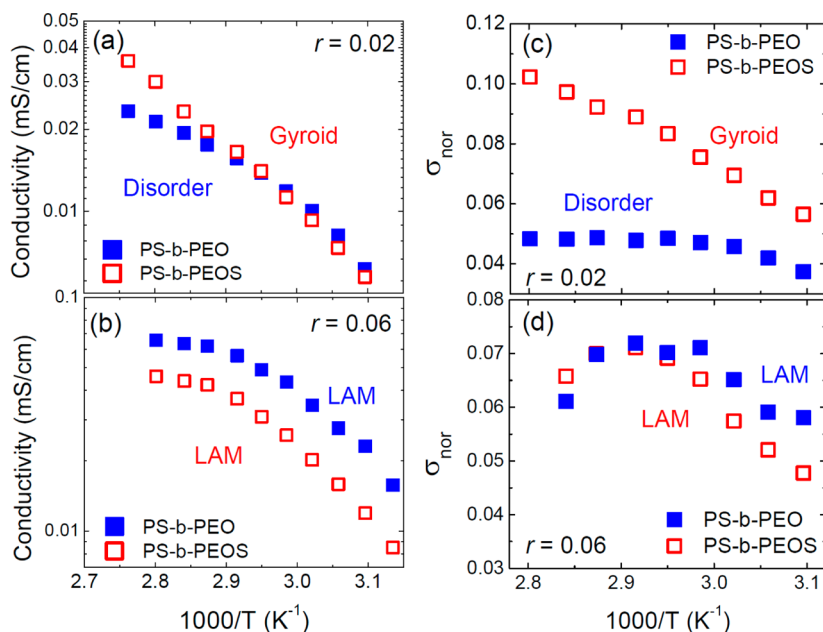 (a)
r = 0.02
Conductivity (mS/cm)
0.05
0.04
0.03
0.02
0.01
Gyroid
Disorder
PS-b-PEO
PS-b-PEOS
(b)
r = 0.06
Conductivity (mS/cm)
0.1
0.01
LAM
LAM
PS-b-PEO
PS-b-PEOS
2.7 2.8 2.9 3.0 3.1
1000/T (K⁻¹)
(c)
PS-b-PEO
PS-b-PEOS
σnor
0.12
0.10
0.08
0.06
0.04
Gyroid
Disorder
r = 0.02
(d)
σnor
0.08
0.07
0.06
0.05
0.04
0.03
LAM
LAM
PS-b-PEO
PS-b-PEOS
r = 0.06
2.8 2.9 3.0 3.1
1000/T (K⁻¹)